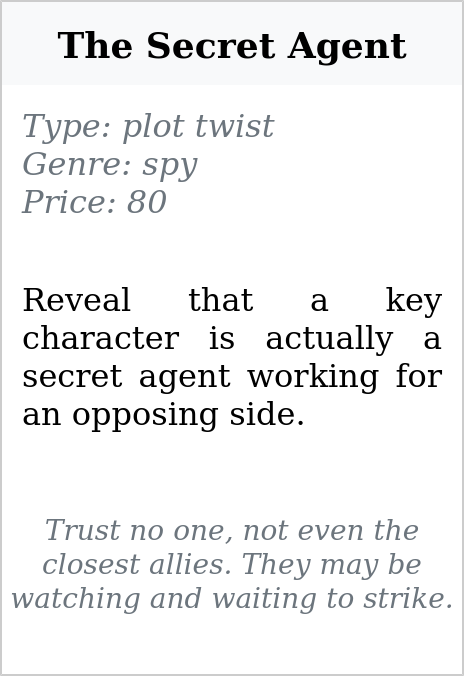 The Secret Agent
Type: plot twist
Genre: spy
Price: 80
Reveal that a key
character is actually a
secret agent working for
an opposing side.
Trust no one, not even the
closest allies. They may be
watching and waiting to strike.